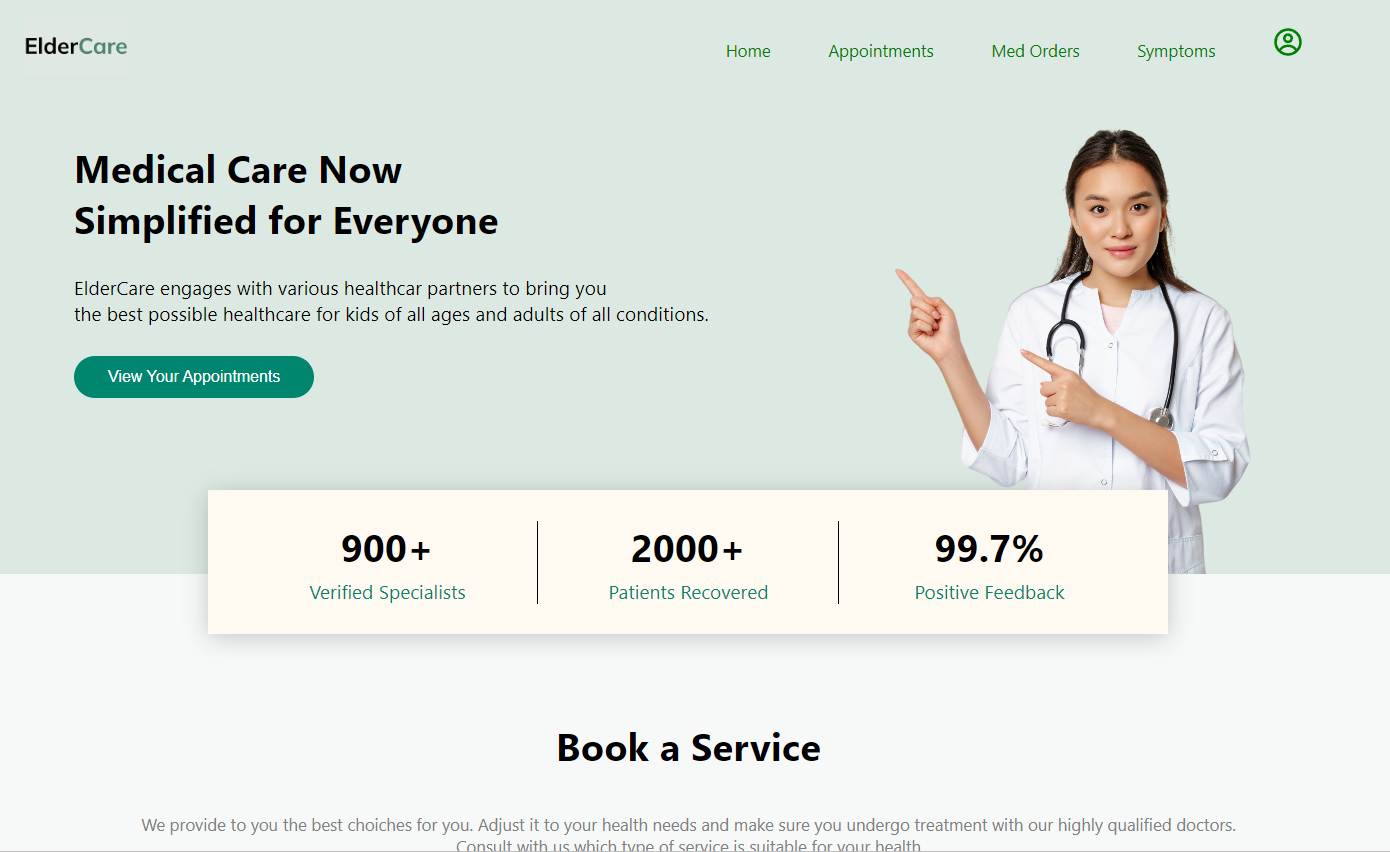 ElderCare
Home Appointments Med Orders Symptoms
Medical Care Now
Simplified for Everyone
ElderCare engages with various healthcar partners to bring you
the best possible healthcare for kids of all ages and adults of all conditions.
View Your Appointments
900+ 2000+ 99.7%
Verified Specialists Patients Recovered Positive Feedback
Book a Service
We provide to you the best choiches for you. Adjust it to your health needs and make sure you undergo treatment with our highly qualified doctors.
Consult with us which type of service is suitable for your health